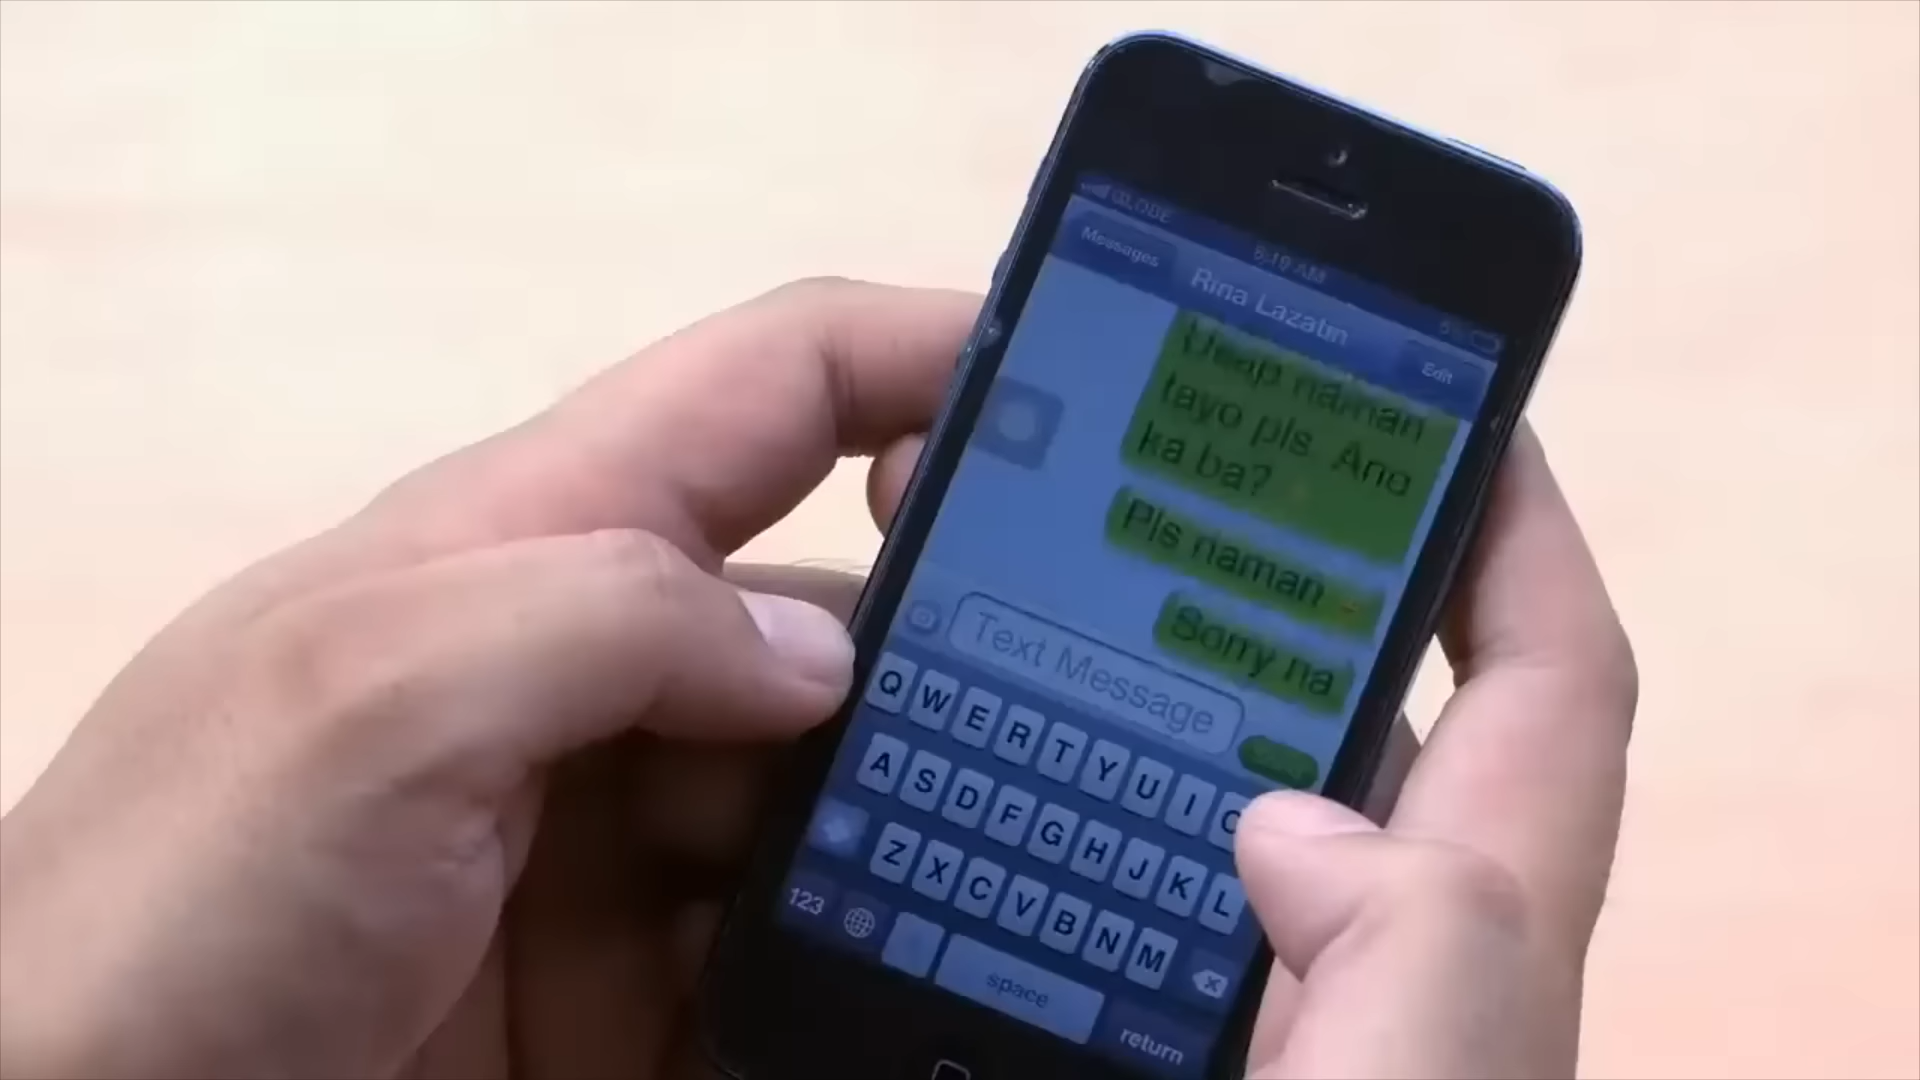 GLOBE
Messages
Rina Lazatin
Edit
Usap naman
tayo pls. Ano
ka ba?
Pls naman
Sorry na
Text Message
Q W E R T Y U I O
A S D F G H J K L
Z X C V B N M
123
space
return